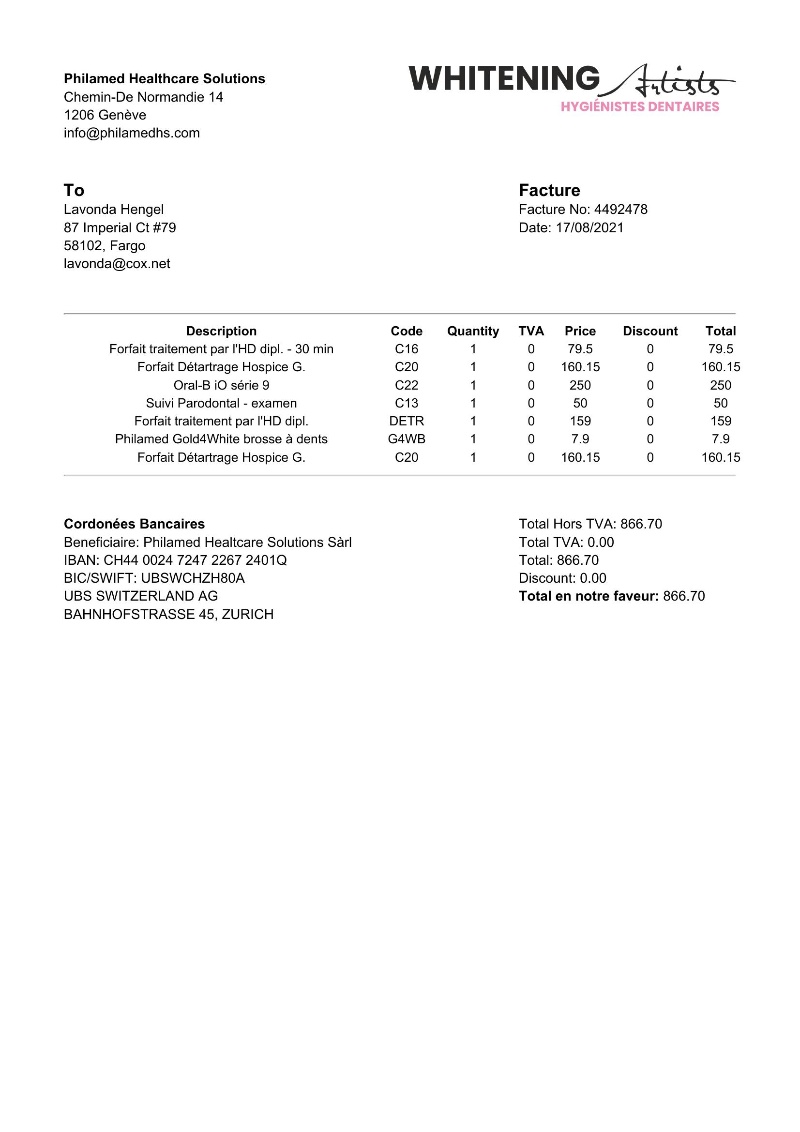 Philamed Healthcare Solutions
Chemin-De Normandie 14
1206 Genève
info@philamedhs.com
WHITENING Artists
HYGIÉNISTES DENTAIRES
To
Lavonda Hengel
87 Imperial Ct #79
58102, Fargo
lavonda@cox.net
Facture
Facture No: 4492478
Date: 17/08/2021
Description Code Quantity TVA Price Discount Total
Forfait traitement par l'HD dipl. - 30 min C16 1 0 79.5 0 79.5
Forfait Détartrage Hospice G. C20 1 0 160.15 0 160.15
Oral-B iO série 9 C22 1 0 250 0 250
Suivi Parodontal - examen C13 1 0 50 0 50
Forfait traitement par l'HD dipl. DETR 1 0 159 0 159
Philamed Gold4White brosse à dents G4WB 1 0 7.9 0 7.9
Forfait Détartrage Hospice G. C20 1 0 160.15 0 160.15
Cordonées Bancaires
Beneficiaire: Philamed Healtcare Solutions Sàrl
IBAN: CH44 0024 7247 2267 2401Q
BIC/SWIFT: UBSWCHZH80A
UBS SWITZERLAND AG
BAHNHOFSTRASSE 45, ZURICH
Total Hors TVA: 866.70
Total TVA: 0.00
Total: 866.70
Discount: 0.00
Total en notre faveur: 866.70